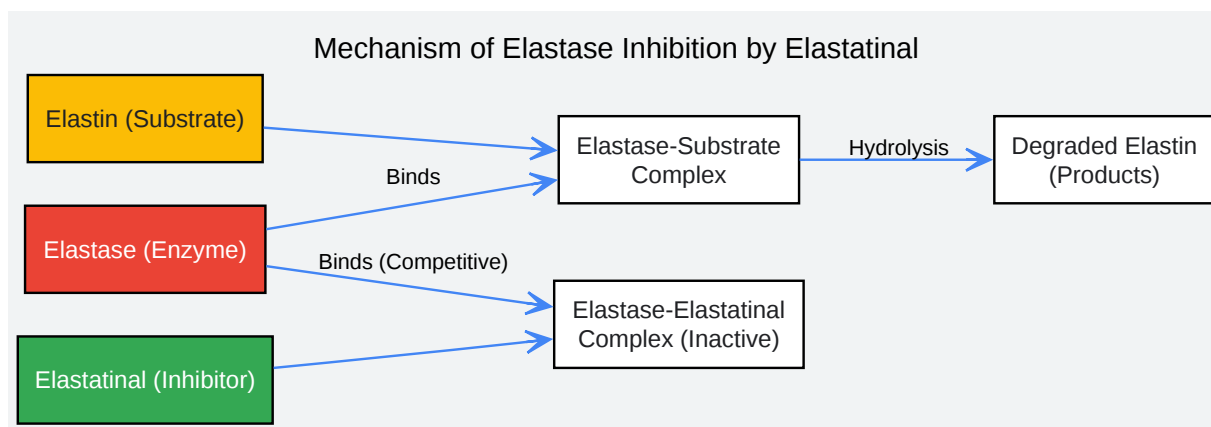 Mechanism of Elastase Inhibition by Elastatinal
Elastin (Substrate)
Elastase-Substrate
Complex
Hydrolysis
Degraded Elastin
(Products)
Binds
Elastase (Enzyme)
Binds (Competitive)
Elastase-Elastatinal
Complex (Inactive)
Elastatinal (Inhibitor)